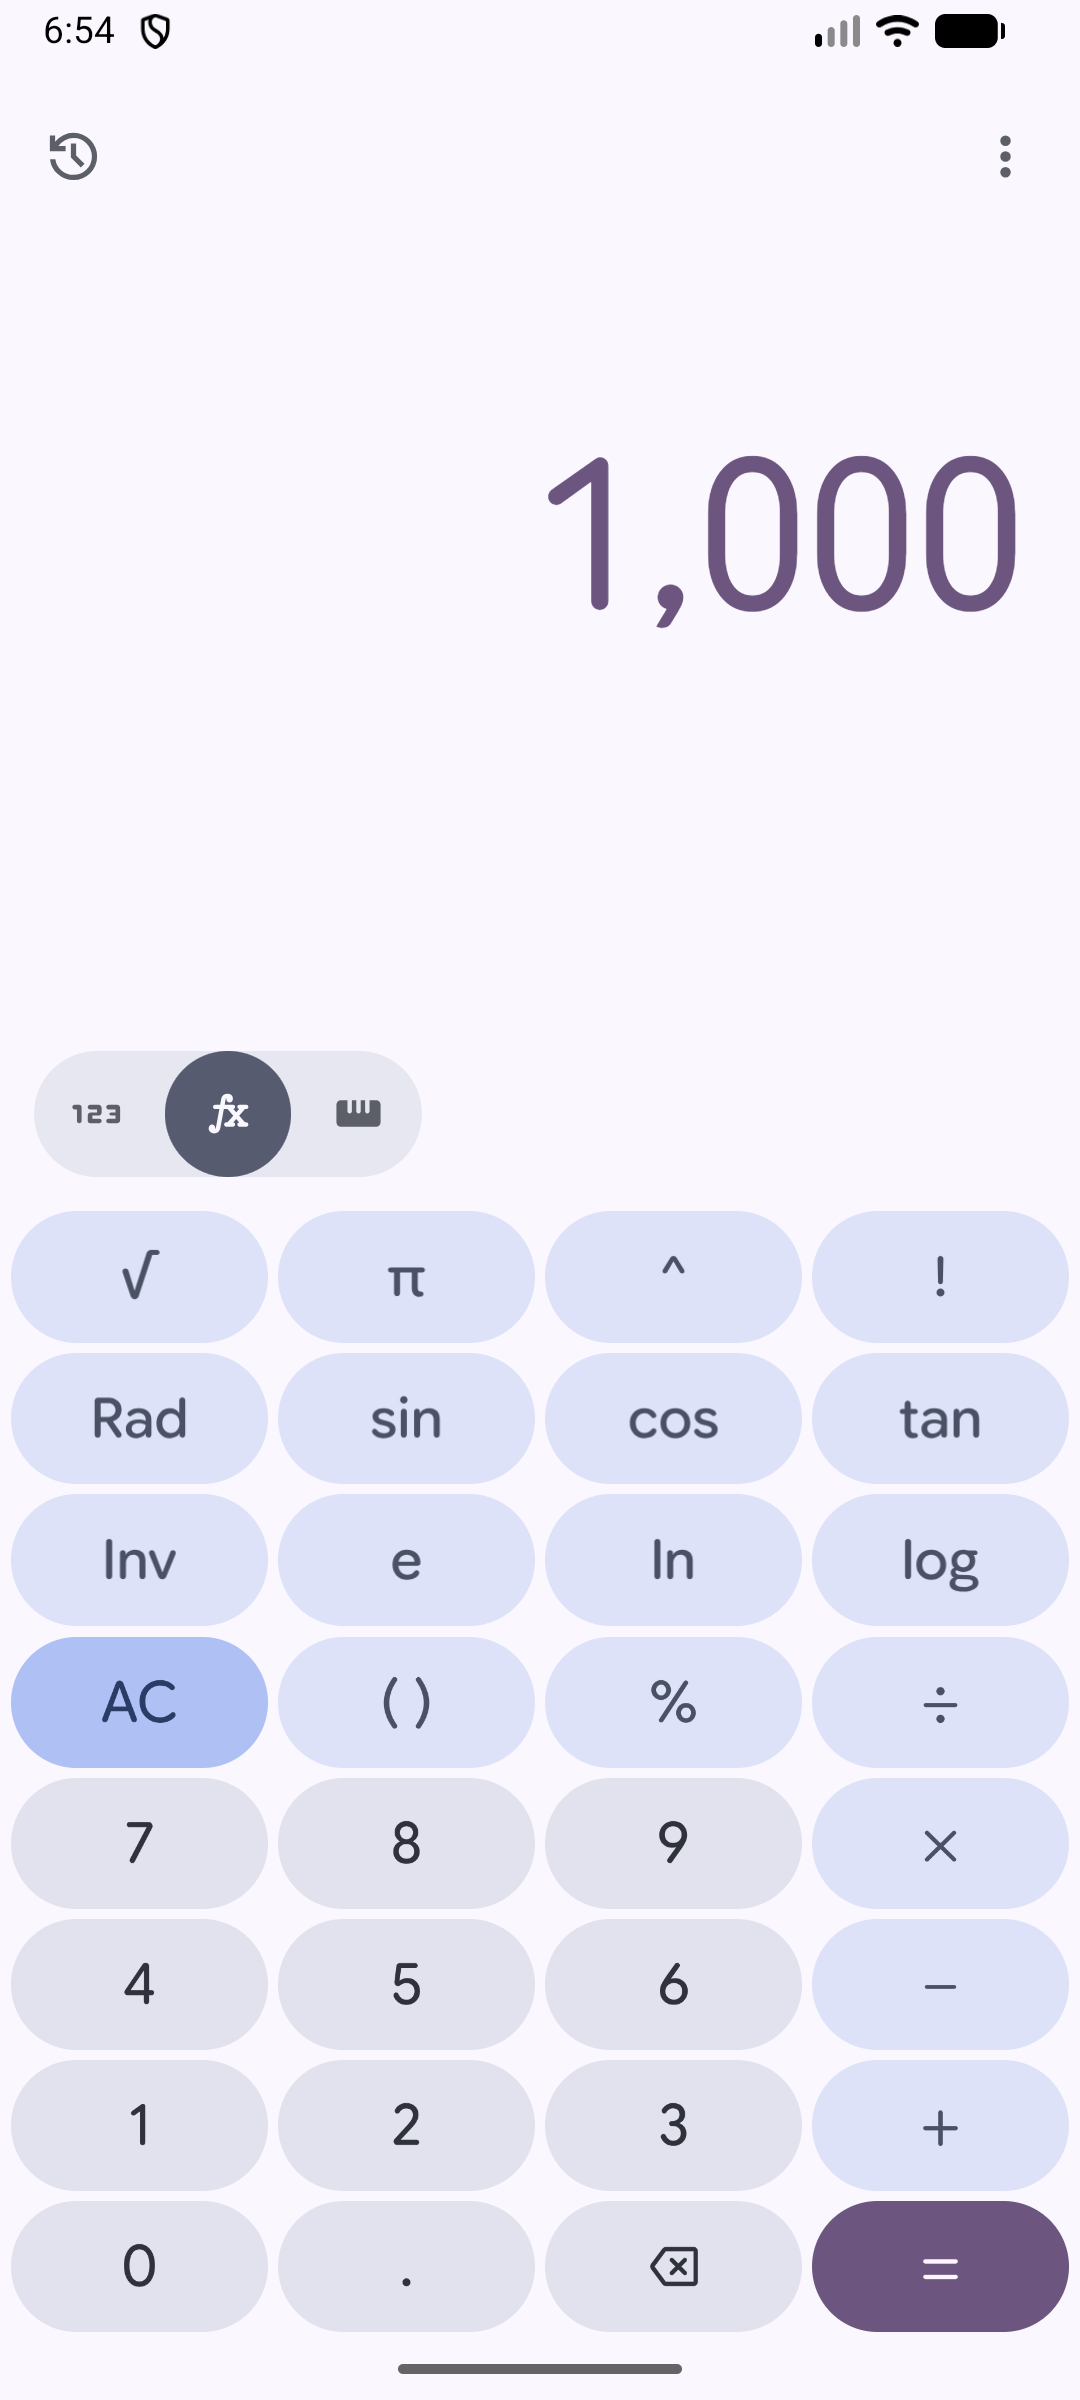 6:54
1,000
123 fx
√ π ^ !
Rad sin cos tan
Inv e ln log
AC ( ) % ÷
7 8 9 ×
4 5 6 −
1 2 3 +
0 . =